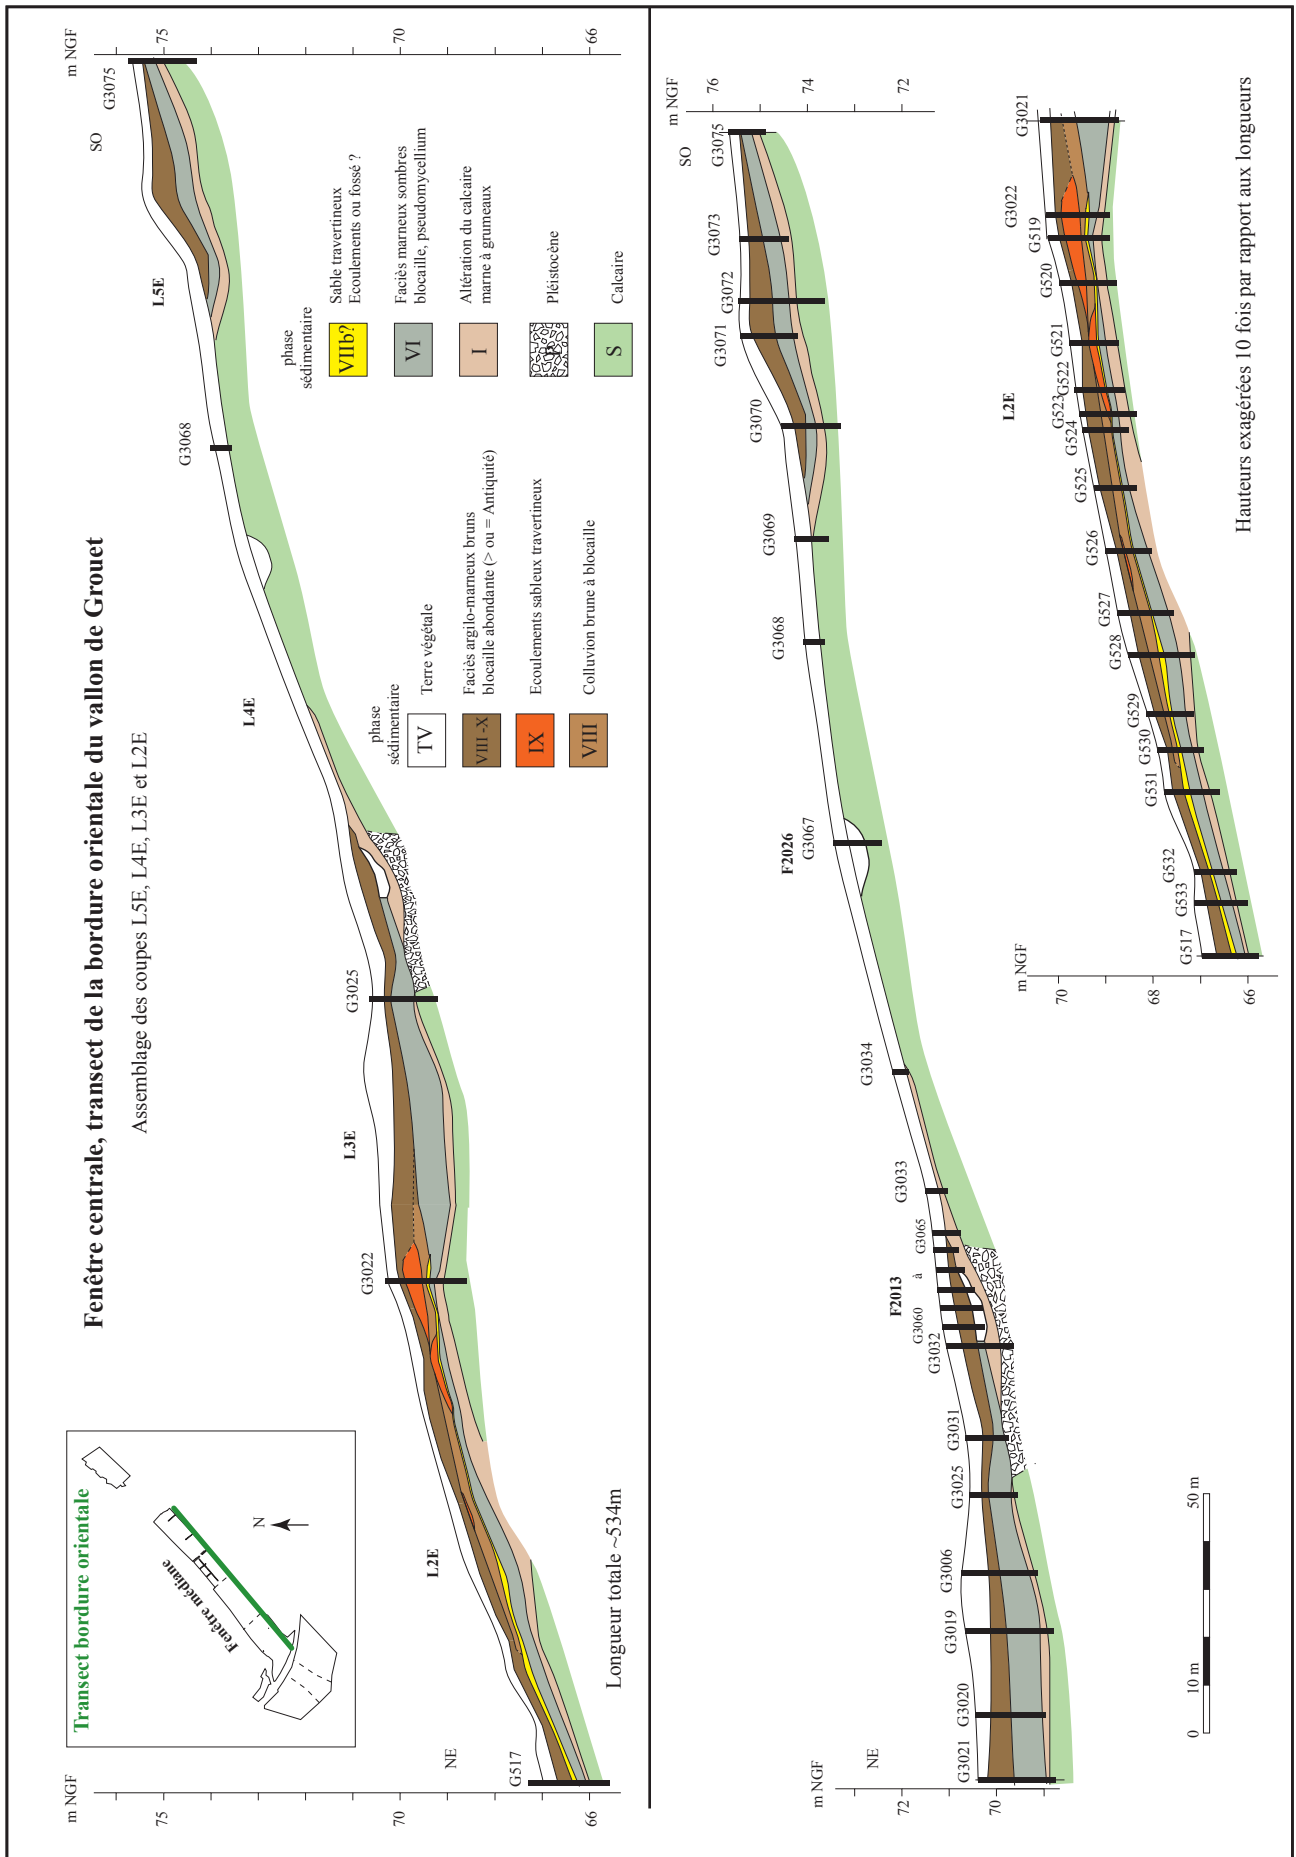 Fenêtre centrale, transect de la bordure orientale du vallon de Grouet
Assemblage des coupes L5E, L4E, L3E et L2E
Transect bordure orientale
Fenêtre médiane
N
m NGF
75
70
66
NE
G517
L2E
G3022
L3E
G3025
L4E
G3068
L5E
G3075
SO
m NGF
75
70
66
Longueur totale ~534m
phase
sédimentaire
TV
Terre végétale
VIII -X
Faciès argilo-marneux bruns
blocaille abondante (> ou = Antiquité)
IX
Ecoulements sableux travertineux
VIII
Colluvion brune à blocaille
phase
sédimentaire
VIIb?
Sable travertineux
Ecoulements ou fossé ?
VI
Faciès marneux sombres
blocaille, pseudomycellium
I
Altération du calcaire
marne à grumeaux
P
Pléistocène
S
Calcaire
m NGF
72
70
NE
G3021
G3020
G3019
G3006
G3025
G3031
G3032
G3060
à
G3065
F2013
G3033
G3034
F2026
G3067
G3068
G3069
G3070
G3071
G3072
G3073
G3075
SO
m NGF
76
74
72
0
10 m
50 m
m NGF
70
68
66
G517
G533
G532
G531
G530
G529
G528
G527
G526
G525
G524
G523
G522
G521
G520
G519
G3022
G3021
L2E
Hauteurs exagérées 10 fois par rapport aux longueurs